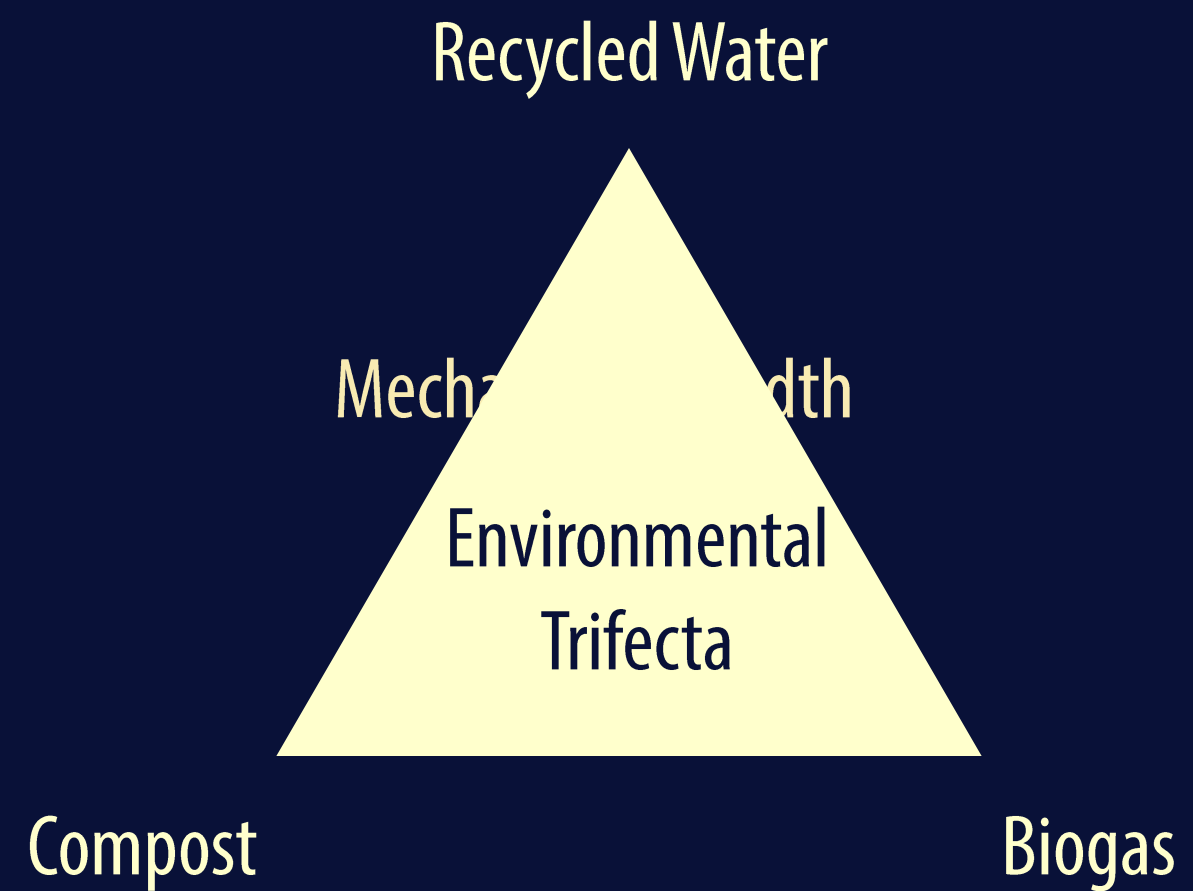 Recycled Water
Environmental
Trifecta
Compost
Biogas